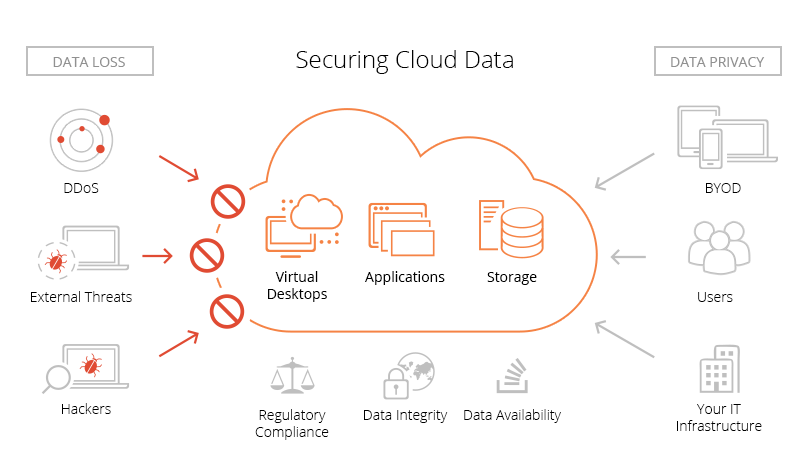 Securing Cloud Data
DATA LOSS
DATA PRIVACY
DDoS
BYOD
External Threats
Virtual
Desktops
Applications
Storage
Users
Hackers
Regulatory
Compliance
Data Integrity
Data Availability
Your IT
Infrastructure